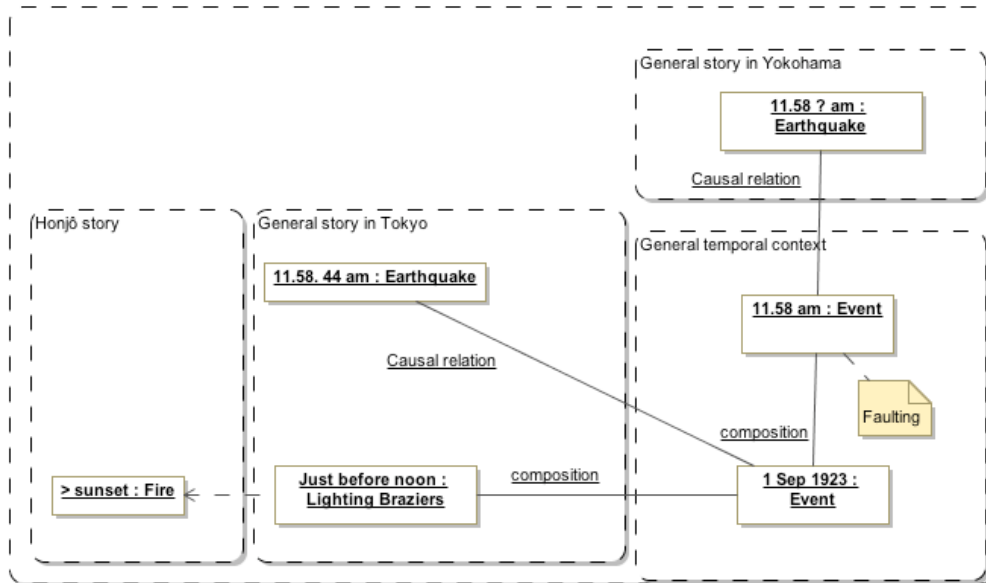 General story in Yokohama
11.58 ? am :
Earthquake
Causal relation
Honjô story
General story in Tokyo
General temporal context
11.58. 44 am : Earthquake
11.58 am : Event
Causal relation
Faulting
composition
> sunset : Fire
Just before noon :
Lighting Braziers
composition
1 Sep 1923 :
Event